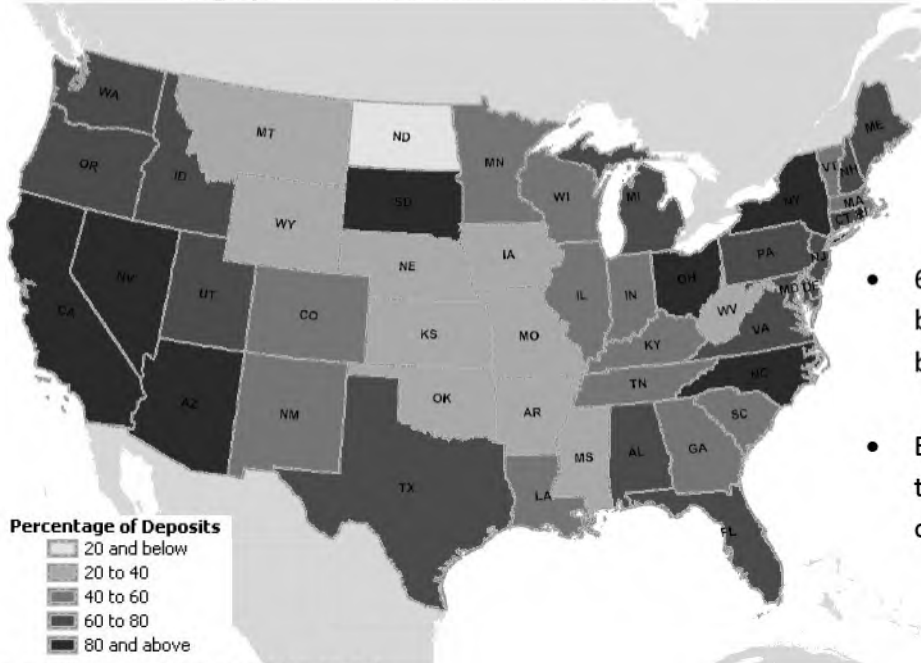 WA
MT
ND
MN
ME
OR
ID
SD
WI
MI
VT
NH
NY
MA
CT
RI
WY
NE
IA
PA
NJ
NV
UT
CO
IL
IN
OH
MD
DE
WV
VA
CA
KS
MO
KY
AZ
NM
OK
AR
TN
NC
SC
TX
LA
MS
AL
GA
FL
Percentage of Deposits
20 and below
20 to 40
40 to 60
60 to 80
80 and above
• 6
b
b
• E
t
c